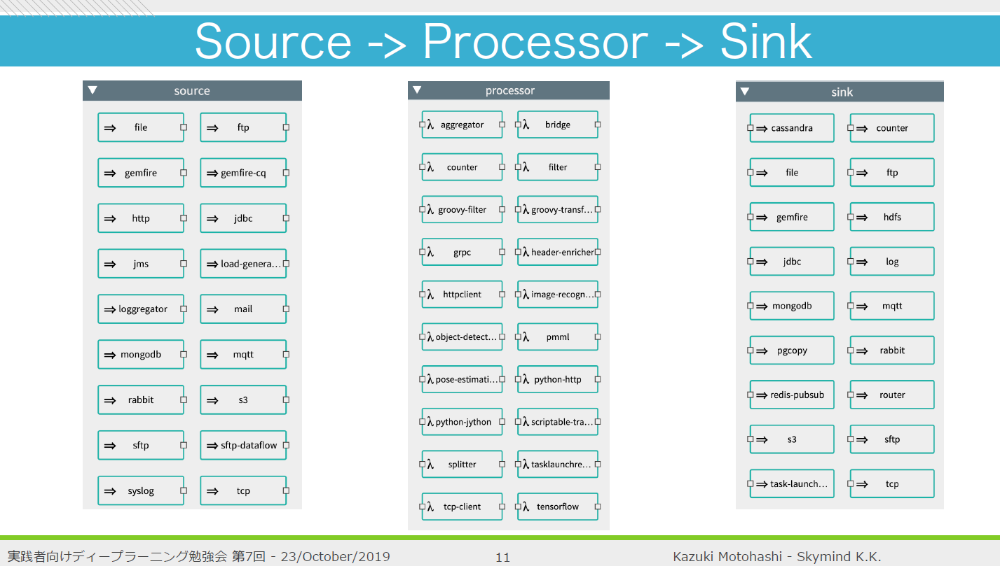 Source -> Processor -> Sink
source
file
ftp
gemfire
gemfire-cq
http
jdbc
jms
load-genera...
loggregator
mail
mongodb
mqtt
rabbit
s3
sftp
sftp-dataflow
syslog
tcp
processor
λ aggregator
λ bridge
λ counter
λ filter
λ groovy-filter
λ groovy-transf...
λ grpc
λ header-enricher
λ httpclient
λ image-recogn...
λ object-detect...
λ pmml
λ pose-estimati...
λ python-http
λ python-jython
λ scriptable-tra...
λ splitter
λ tasklaunchre...
λ tcp-client
λ tensorflow
sink
cassandra
counter
file
ftp
gemfire
hdfs
jdbc
log
mongodb
mqtt
pgcopy
rabbit
redis-pubsub
router
s3
sftp
task-launch...
tcp
実践者向けディープラーニング勉強会 第7回 - 23/October/2019
11
Kazuki Motohashi - Skymind K.K.